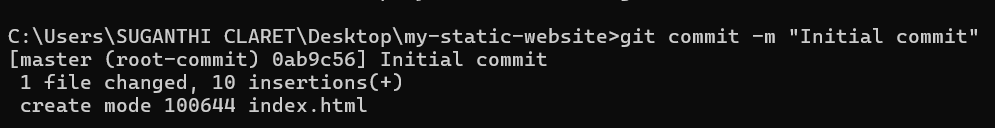 C:\Users\SUGANTHI CLARET\Desktop\my-static-website>git commit -m "Initial commit"
[master (root-commit) 0ab9c56] Initial commit
 1 file changed, 10 insertions(+)
 create mode 100644 index.html